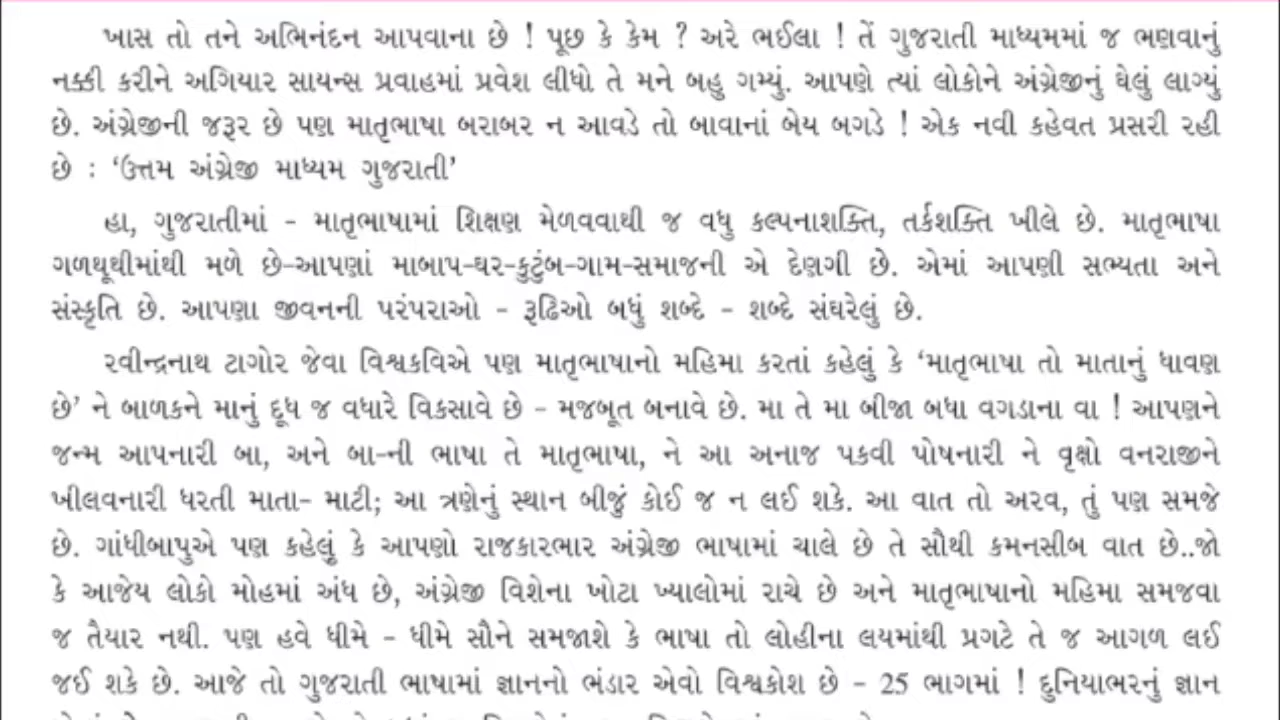 ખાસ તો તને અભિનંદન આપવાના છે ! પૂછ કે કેમ ? અરે ભઈલા ! તેં ગુજરાતી માધ્યમમાં જ ભણવાનું
નક્કી કરીને અગિયાર સાયન્સ પ્રવાહમાં પ્રવેશ લીધો તે મને બહુ ગમ્યું. આપણે ત્યાં લોકોને અંગ્રેજીનું ઘેલું લાગ્યું
છે. અંગ્રેજીની જરૂર છે પણ માતૃભાષા બરાબર ન આવડે તો બાવાનાં બેય બગડે ! એક નવી કહેવત પ્રસરી રહી
છે : ‘ઉત્તમ અંગ્રેજી માધ્યમ ગુજરાતી’
હા, ગુજરાતીમાં - માતૃભાષામાં શિક્ષણ મેળવવાથી જ વધુ કલ્પનાશક્તિ, તર્કશક્તિ ખીલે છે. માતૃભાષા
ગળથૂથીમાંથી મળે છે-આપણાં માબાપ-ઘર-કુટુંબ-ગામ-સમાજની એ દેણગી છે. એમાં આપણી સભ્યતા અને
સંસ્કૃતિ છે. આપણા જીવનની પરંપરાઓ - રૂઢિઓ બધું શબ્દે - શબ્દે સંઘરેલું છે.
રવીન્દ્રનાથ ટાગોર જેવા વિશ્વકવિએ પણ માતૃભાષાનો મહિમા કરતાં કહેલું કે ‘માતૃભાષા તો માતાનું ધાવણ
છે’ ને બાળકને માનું દૂધ જ વધારે વિકસાવે છે - મજબૂત બનાવે છે. મા તે મા બીજા બધા વગડાના વા ! આપણને
જન્મ આપનારી બા, અને બા-ની ભાષા તે માતૃભાષા, ને આ અનાજ પકવી પોષનારી ને વૃક્ષો વનરાજીને
ખીલવનારી ધરતી માતા- માટી; આ ત્રણેનું સ્થાન બીજું કોઈ જ ન લઈ શકે. આ વાત તો અરવ, તું પણ સમજે
છે. ગાંધીબાપુએ પણ કહેલું કે આપણો રાજકારભાર અંગ્રેજી ભાષામાં ચાલે છે તે સૌથી કમનસીબ વાત છે..જો
કે આજેય લોકો મોહમાં અંધ છે, અંગ્રેજી વિશેના ખોટા ખ્યાલોમાં રાચે છે અને માતૃભાષાનો મહિમા સમજવા
જ તૈયાર નથી. પણ હવે ધીમે - ધીમે સૌને સમજાશે કે ભાષા તો લોહીના લયમાંથી પ્રગટે તે જ આગળ લઈ
જઈ શકે છે. આજે તો ગુજરાતી ભાષામાં જ્ઞાનનો ભંડાર એવો વિશ્વકોશ છે - 25 ભાગમાં ! દુનિયાભરનું જ્ઞાન